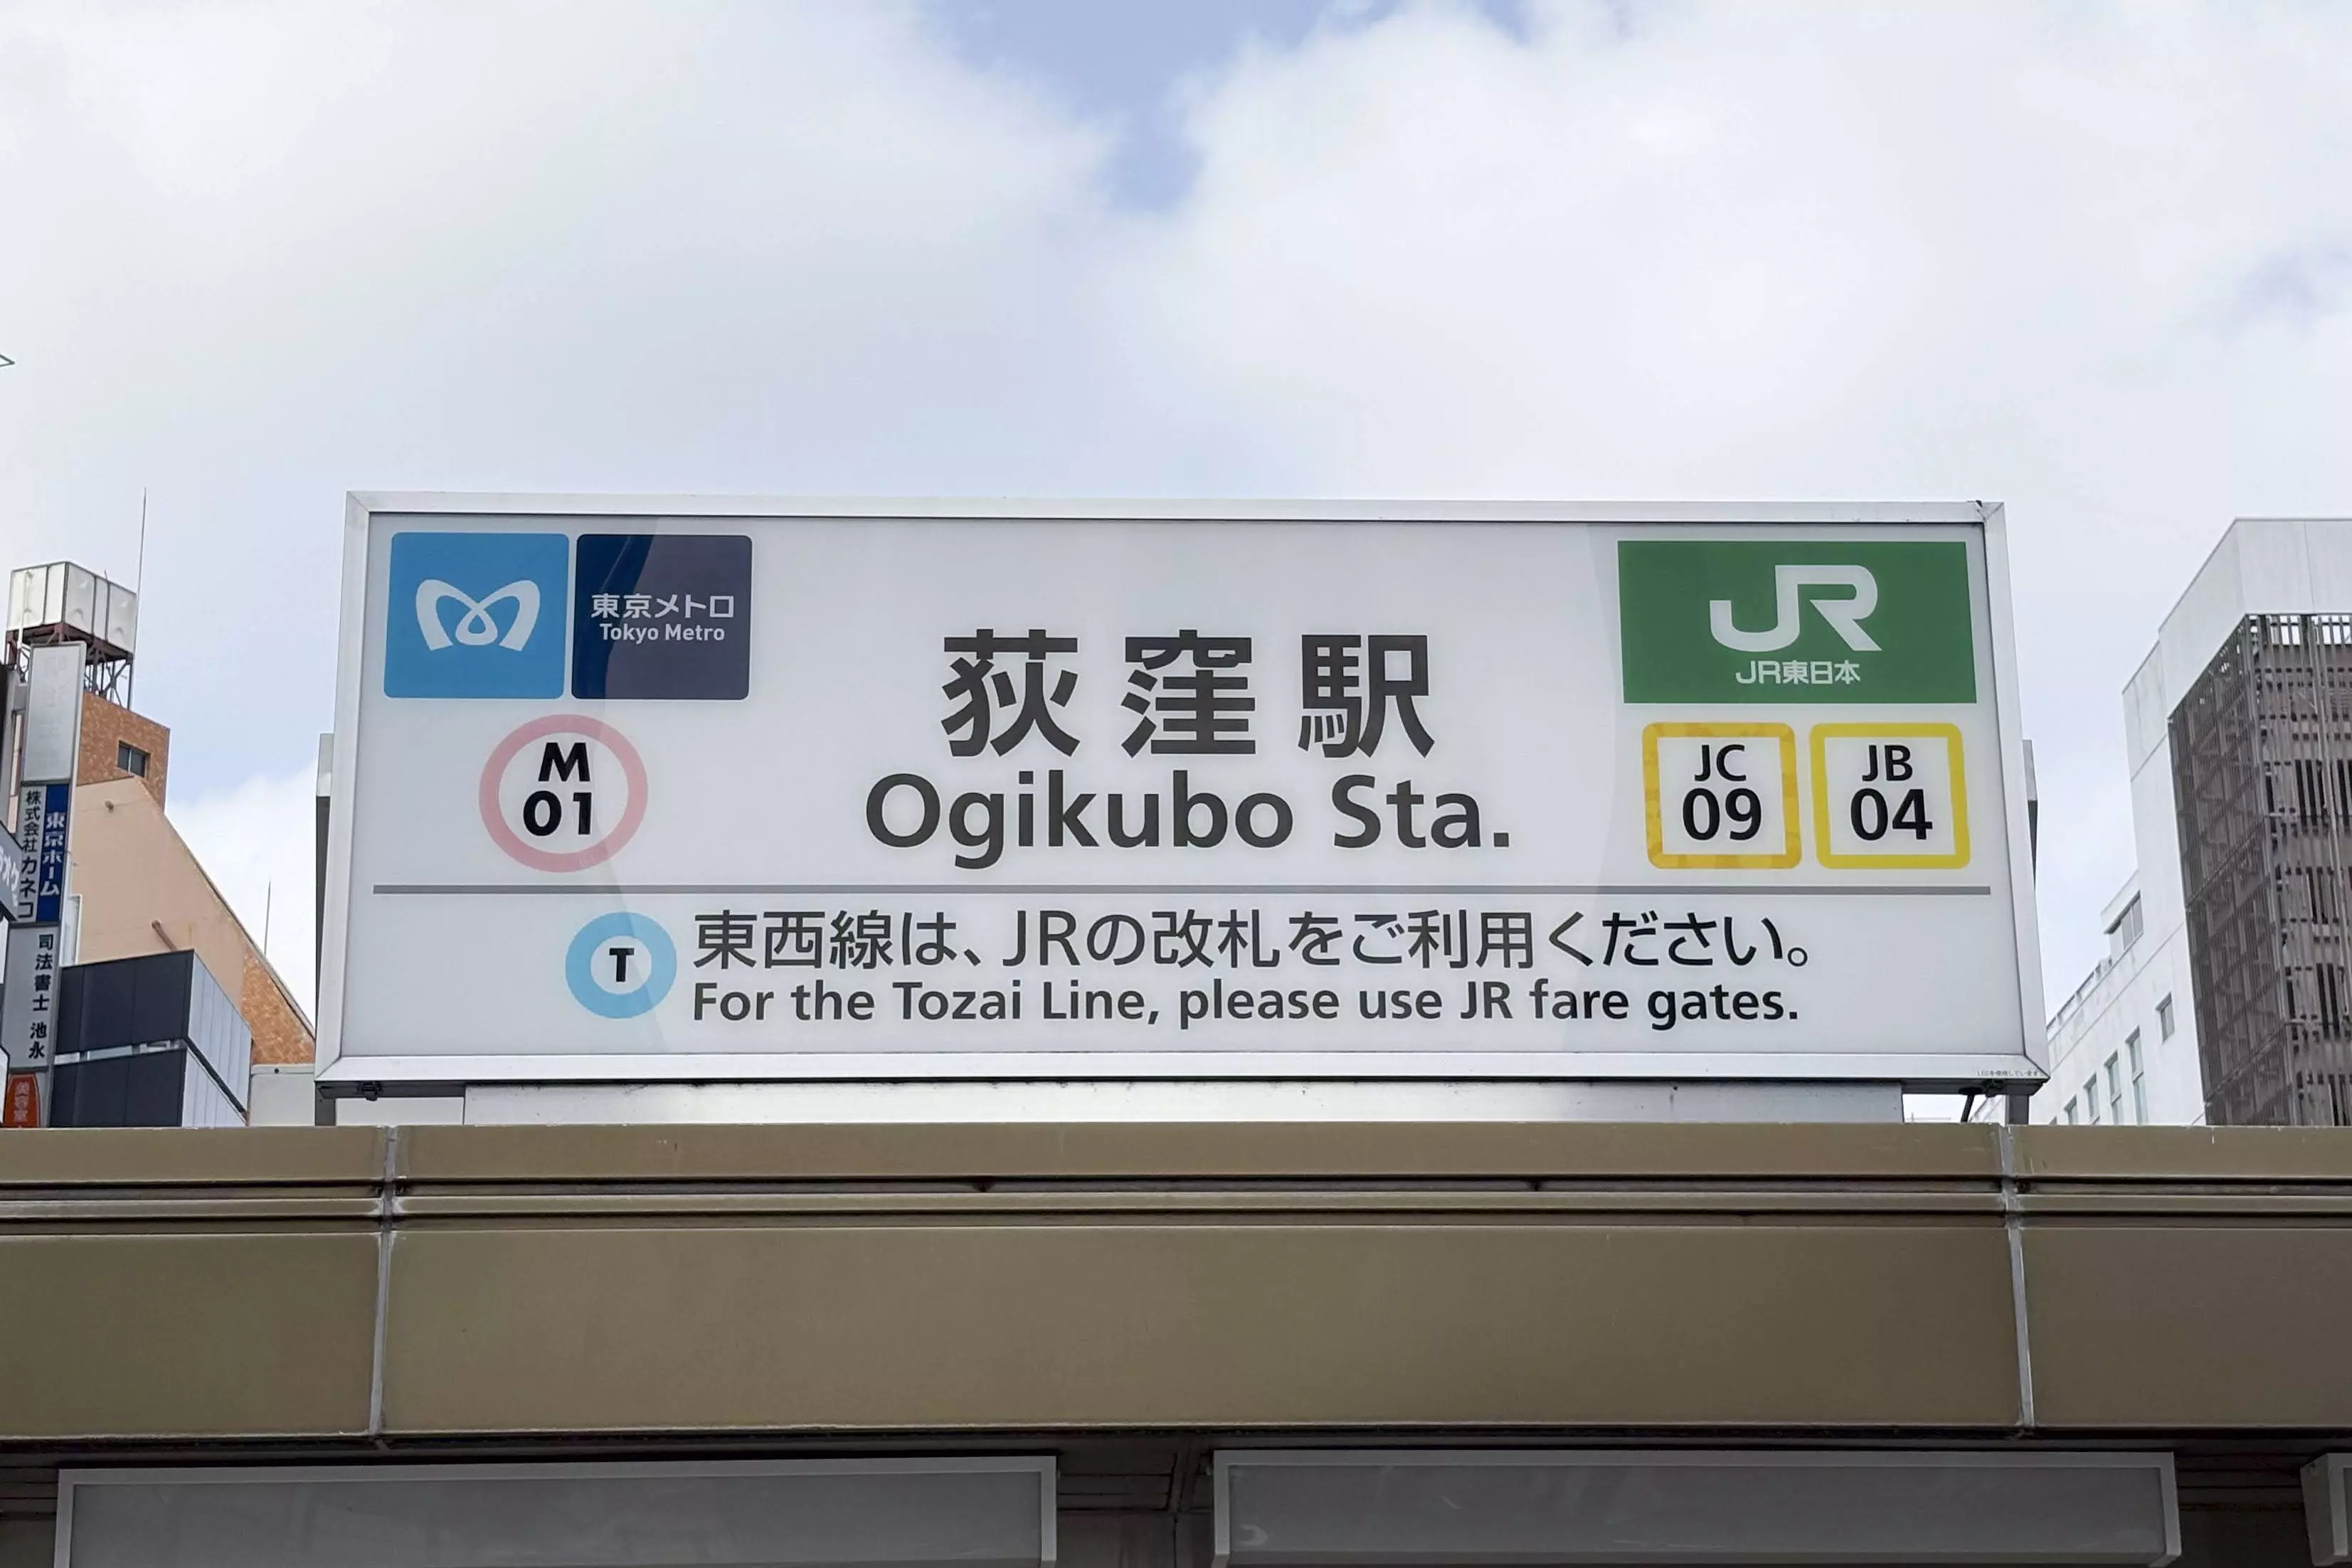 東京メトロ
Tokyo Metro
M
01
荻窪駅
Ogikubo Sta.
JR
JR東日本
JC
09
JB
04
T
東西線は、JRの改札をご利用ください。
For the Tozai Line, please use JR fare gates.
株式会社カネコ
東京ホーム
司法書士 池永